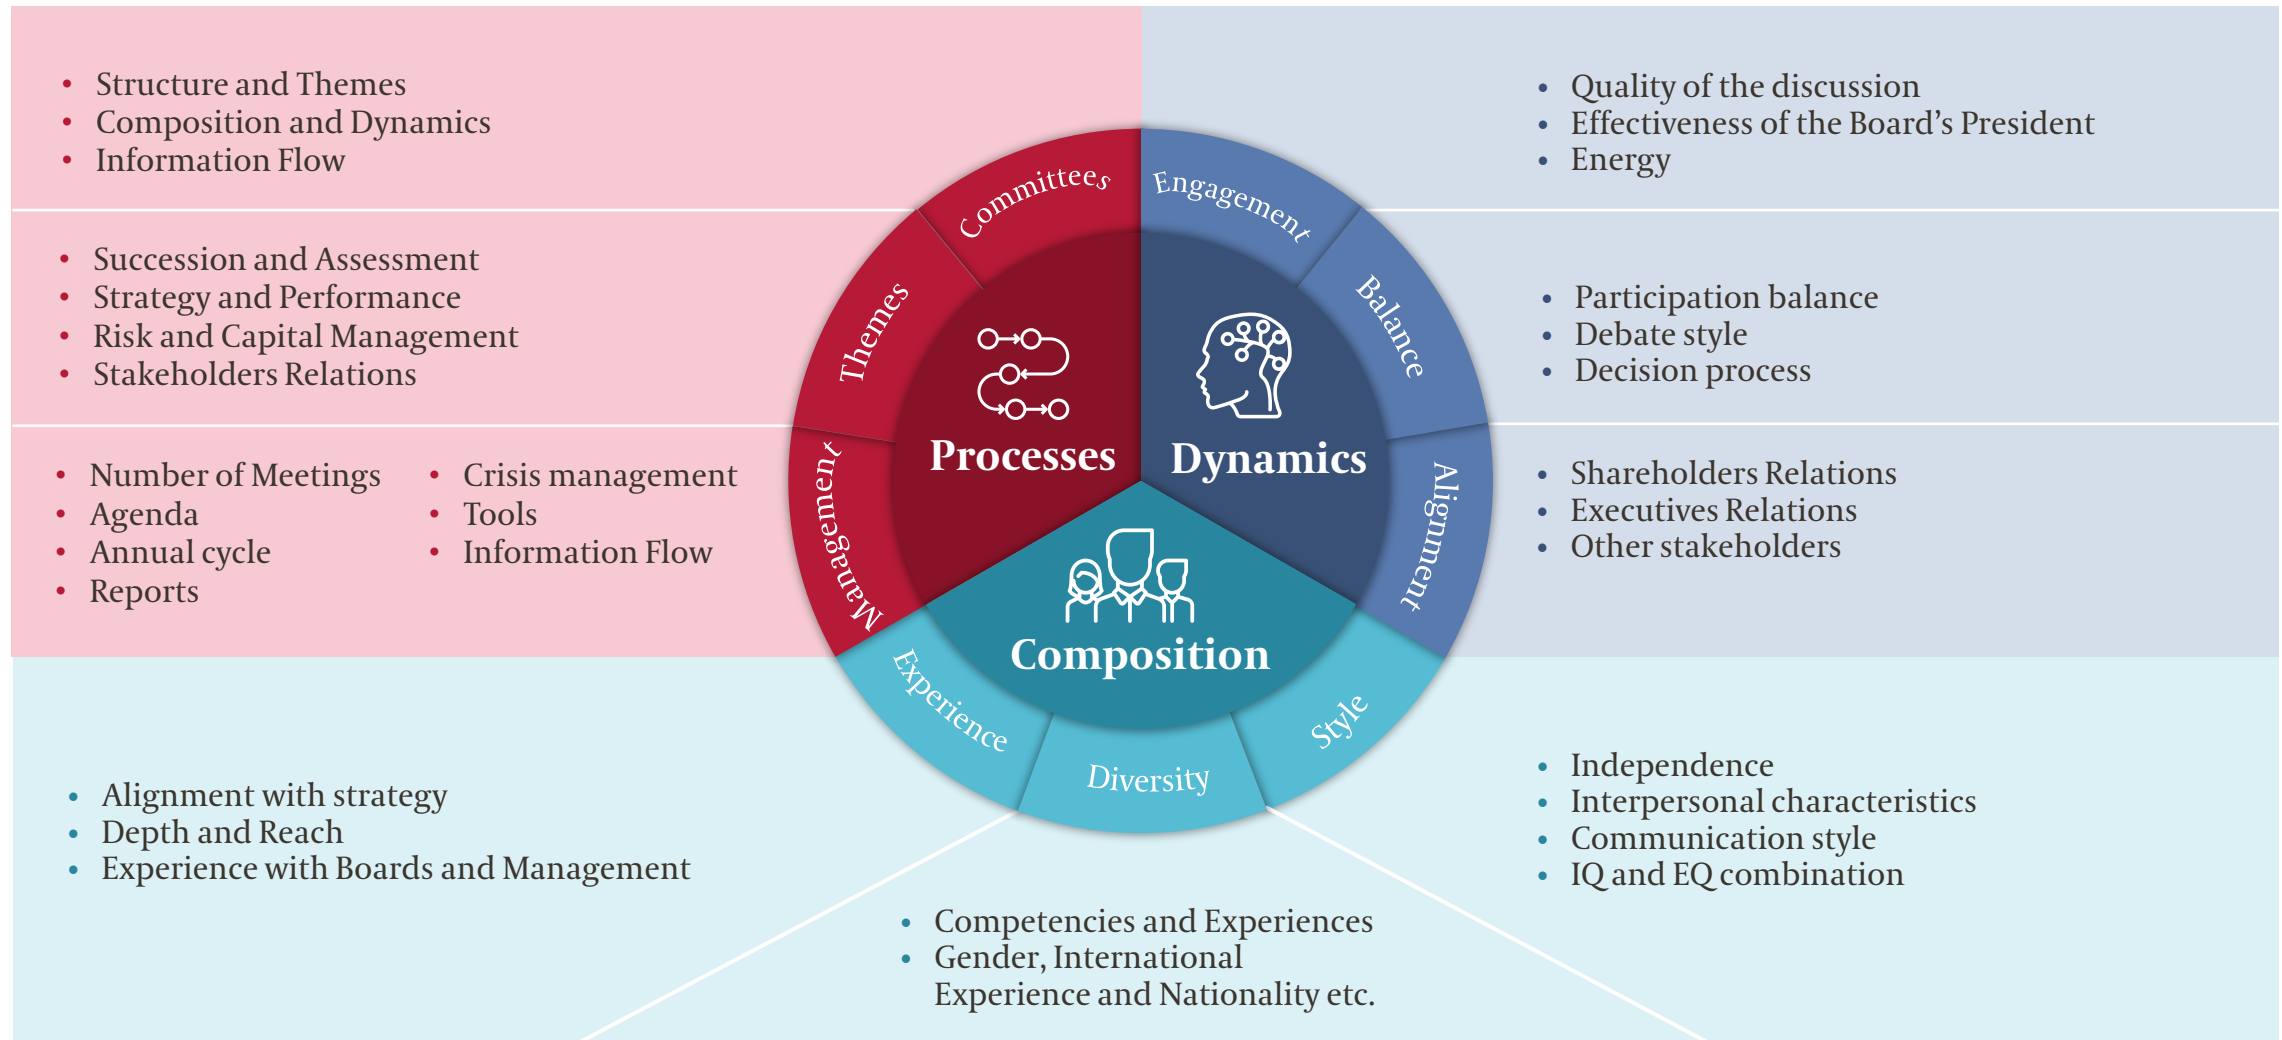 Structure and Themes
Composition and Dynamics
Information Flow
Succession and Assessment
Strategy and Performance
Risk and Capital Management
Stakeholders Relations
Number of Meetings
Agenda
Annual cycle
Reports
Crisis management
Tools
Information Flow
Committees
Themes
Management
Processes
Engagement
Balance
Alignment
Dynamics
Quality of the discussion
Effectiveness of the Board’s President
Energy
Participation balance
Debate style
Decision process
Shareholders Relations
Executives Relations
Other stakeholders
Composition
Experience
Diversity
Style
Alignment with strategy
Depth and Reach
Experience with Boards and Management
Competencies and Experiences
Gender, International
Experience and Nationality etc.
Independence
Interpersonal characteristics
Communication style
IQ and EQ combination